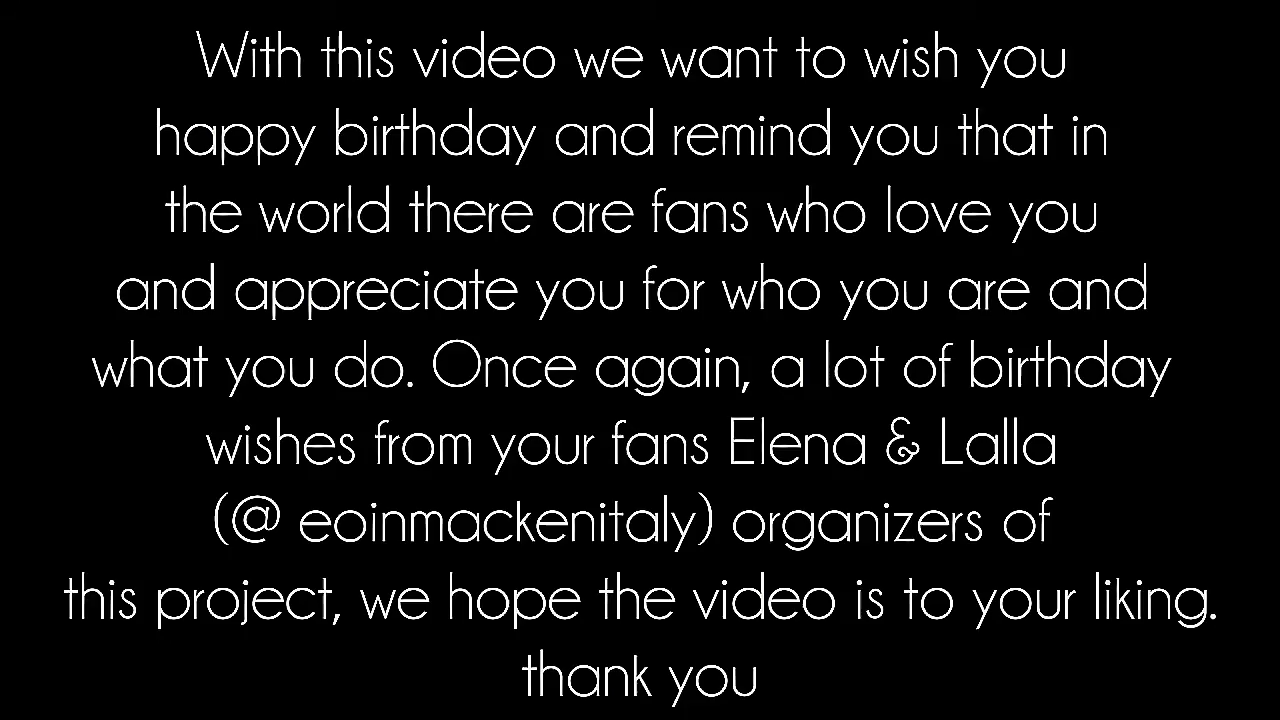 With this video we want to wish you
happy birthday and remind you that in
the world there are fans who love you
and appreciate you for who you are and
what you do. Once again, a lot of birthday
wishes from your fans Elena & Lalla
(@ eoinmackenitaly) organizers of
this project, we hope the video is to your liking.
thank you